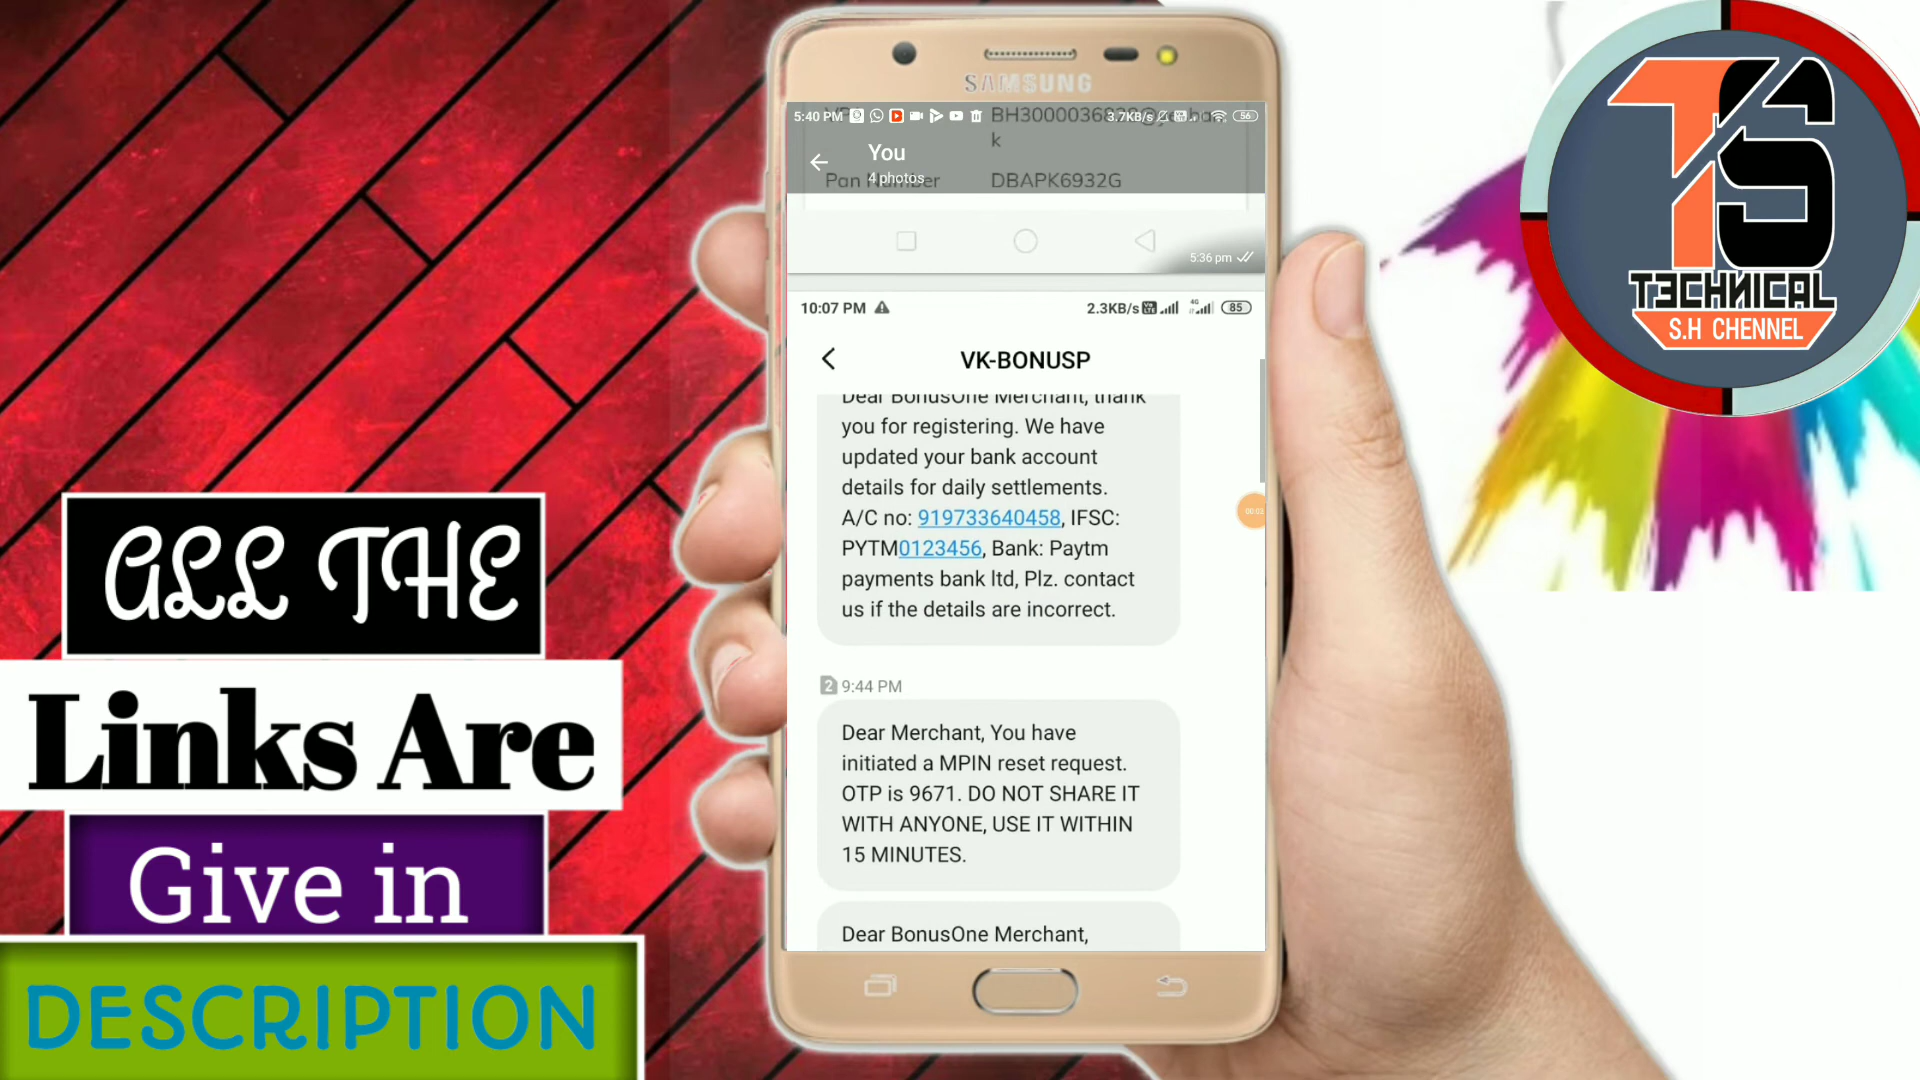 SAMSUNG
5:40 PM
3.7KB/s
56
k
You
4 photos
Pan Number DBAPK6932G
5:36 pm
10:07 PM
2.3KB/s
4G
85
VK-BONUSP
Dear BonusOne Merchant, thank
you for registering. We have
updated your bank account
details for daily settlements.
A/C no: 919733640458, IFSC:
PYTM0123456, Bank: Paytm
payments bank ltd, Plz. contact
us if the details are incorrect.
2 9:44 PM
Dear Merchant, You have
initiated a MPIN reset request.
OTP is 9671. DO NOT SHARE IT
WITH ANYONE, USE IT WITHIN
15 MINUTES.
Dear BonusOne Merchant,
00:03
TS
TECHNICAL
S.H CHENNEL
ALL THE
Links Are
Give in
DESCRIPTION